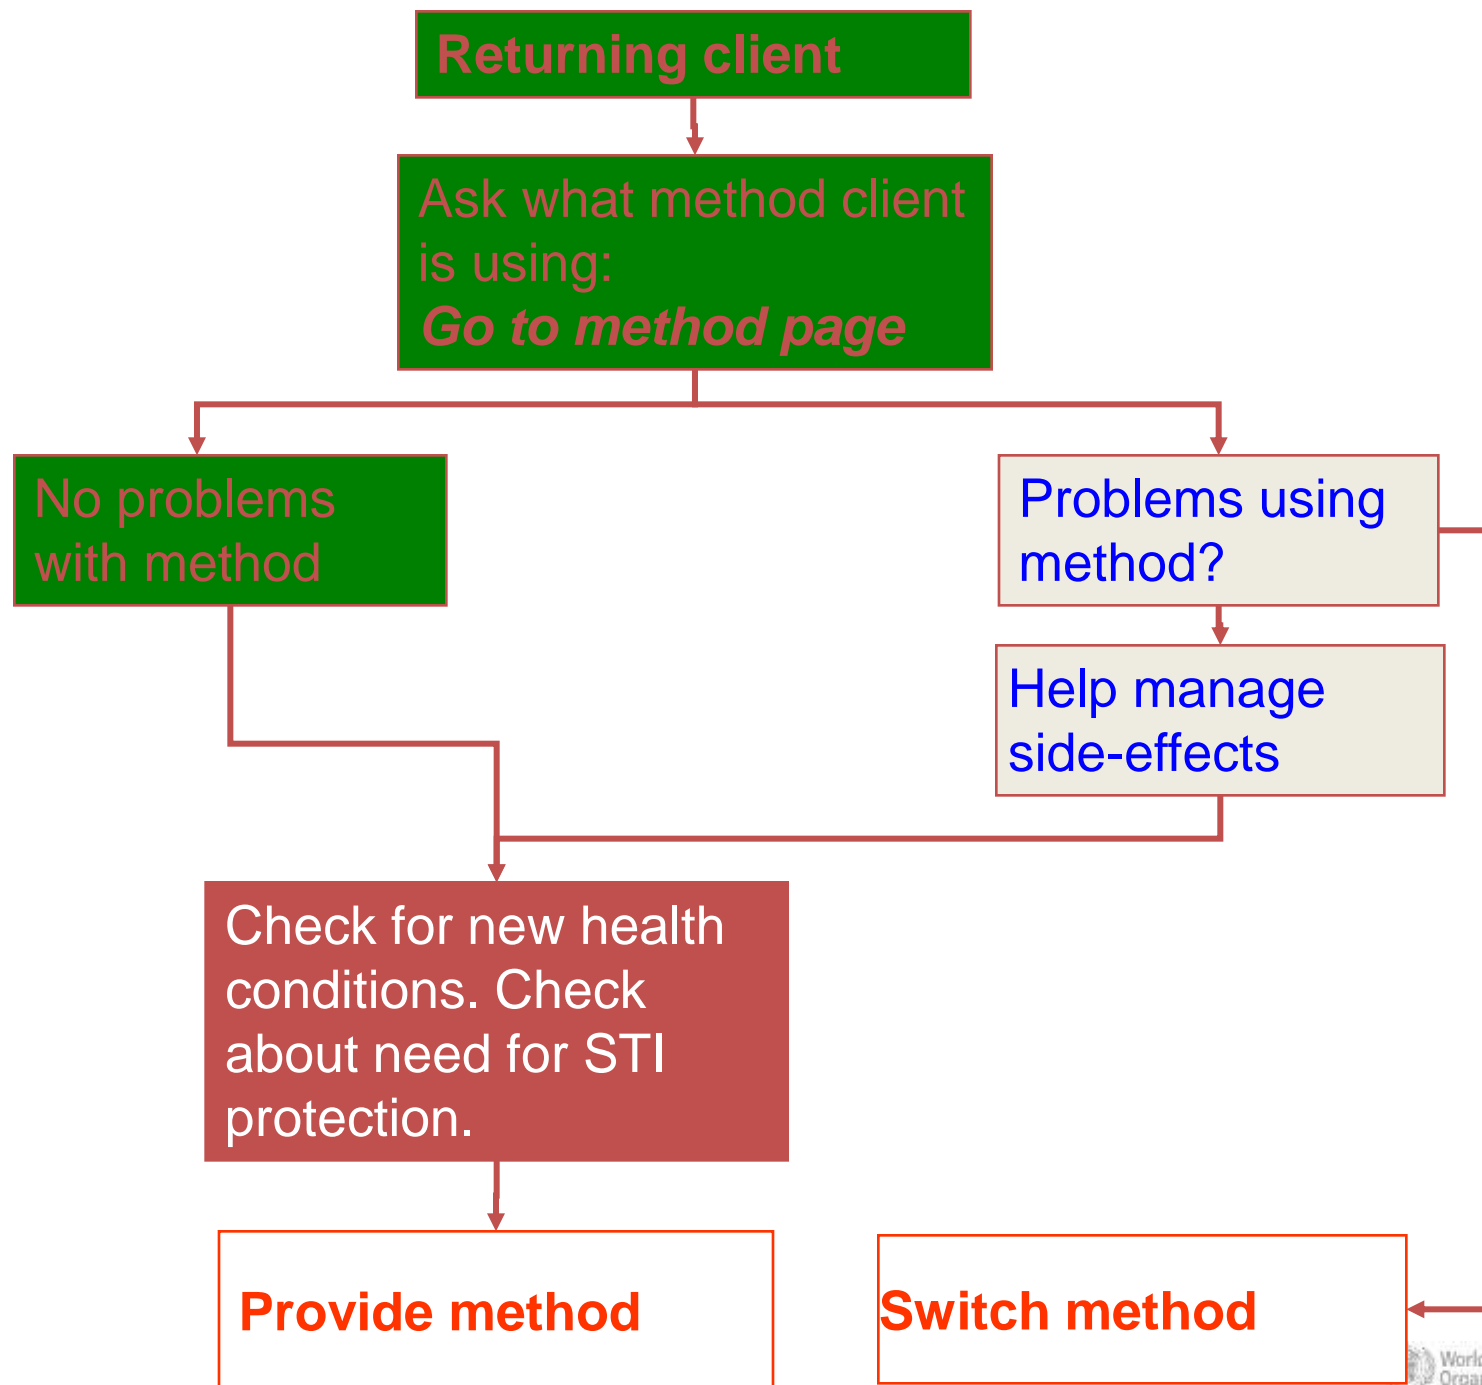 Returning client
Ask what method client
is using:
Go to method page
No problems
with method
Problems using
method?
Help manage
side-effects
Check for new health
conditions. Check
about need for STI
protection.
Provide method
Switch method